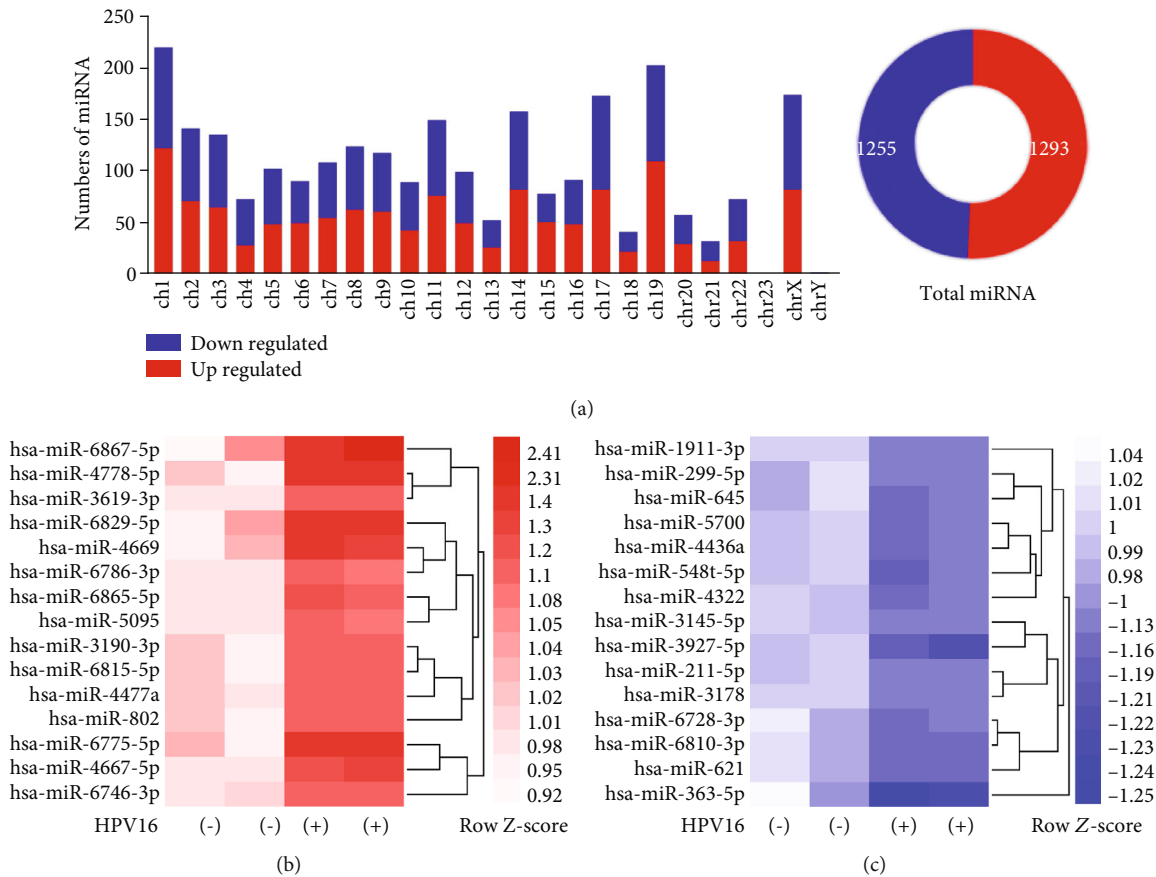 250
200
150
100
50
0
Numbers of miRNA
ch1
ch2
ch3
ch4
ch5
ch6
ch7
ch8
ch9
ch10
ch11
ch12
ch13
ch14
ch15
ch16
ch17
ch18
ch19
chr20
chr21
chr22
chr23
chrX
chrY
Down regulated
Up regulated
1255
1293
Total miRNA
(a)
hsa-miR-6867-5p
hsa-miR-4778-5p
hsa-miR-3619-3p
hsa-miR-6829-5p
hsa-miR-4669
hsa-miR-6786-3p
hsa-miR-6865-5p
hsa-miR-5095
hsa-miR-3190-3p
hsa-miR-6815-5p
hsa-miR-4477a
hsa-miR-802
hsa-miR-6775-5p
hsa-miR-4667-5p
hsa-miR-6746-3p
HPV16 (-) (-) (+) (+)
2.41
2.31
1.4
1.3
1.2
1.1
1.08
1.05
1.04
1.03
1.02
1.01
0.98
0.95
0.92
Row Z-score
(b)
hsa-miR-1911-3p
hsa-miR-299-5p
hsa-miR-645
hsa-miR-5700
hsa-miR-4436a
hsa-miR-548t-5p
hsa-miR-4322
hsa-miR-3145-5p
hsa-miR-3927-5p
hsa-miR-211-5p
hsa-miR-3178
hsa-miR-6728-3p
hsa-miR-6810-3p
hsa-miR-621
hsa-miR-363-5p
HPV16 (-) (-) (+) (+)
1.04
1.02
1.01
1
0.99
0.98
–1
–1.13
–1.16
–1.19
–1.21
–1.22
–1.23
–1.24
–1.25
Row Z-score
(c)